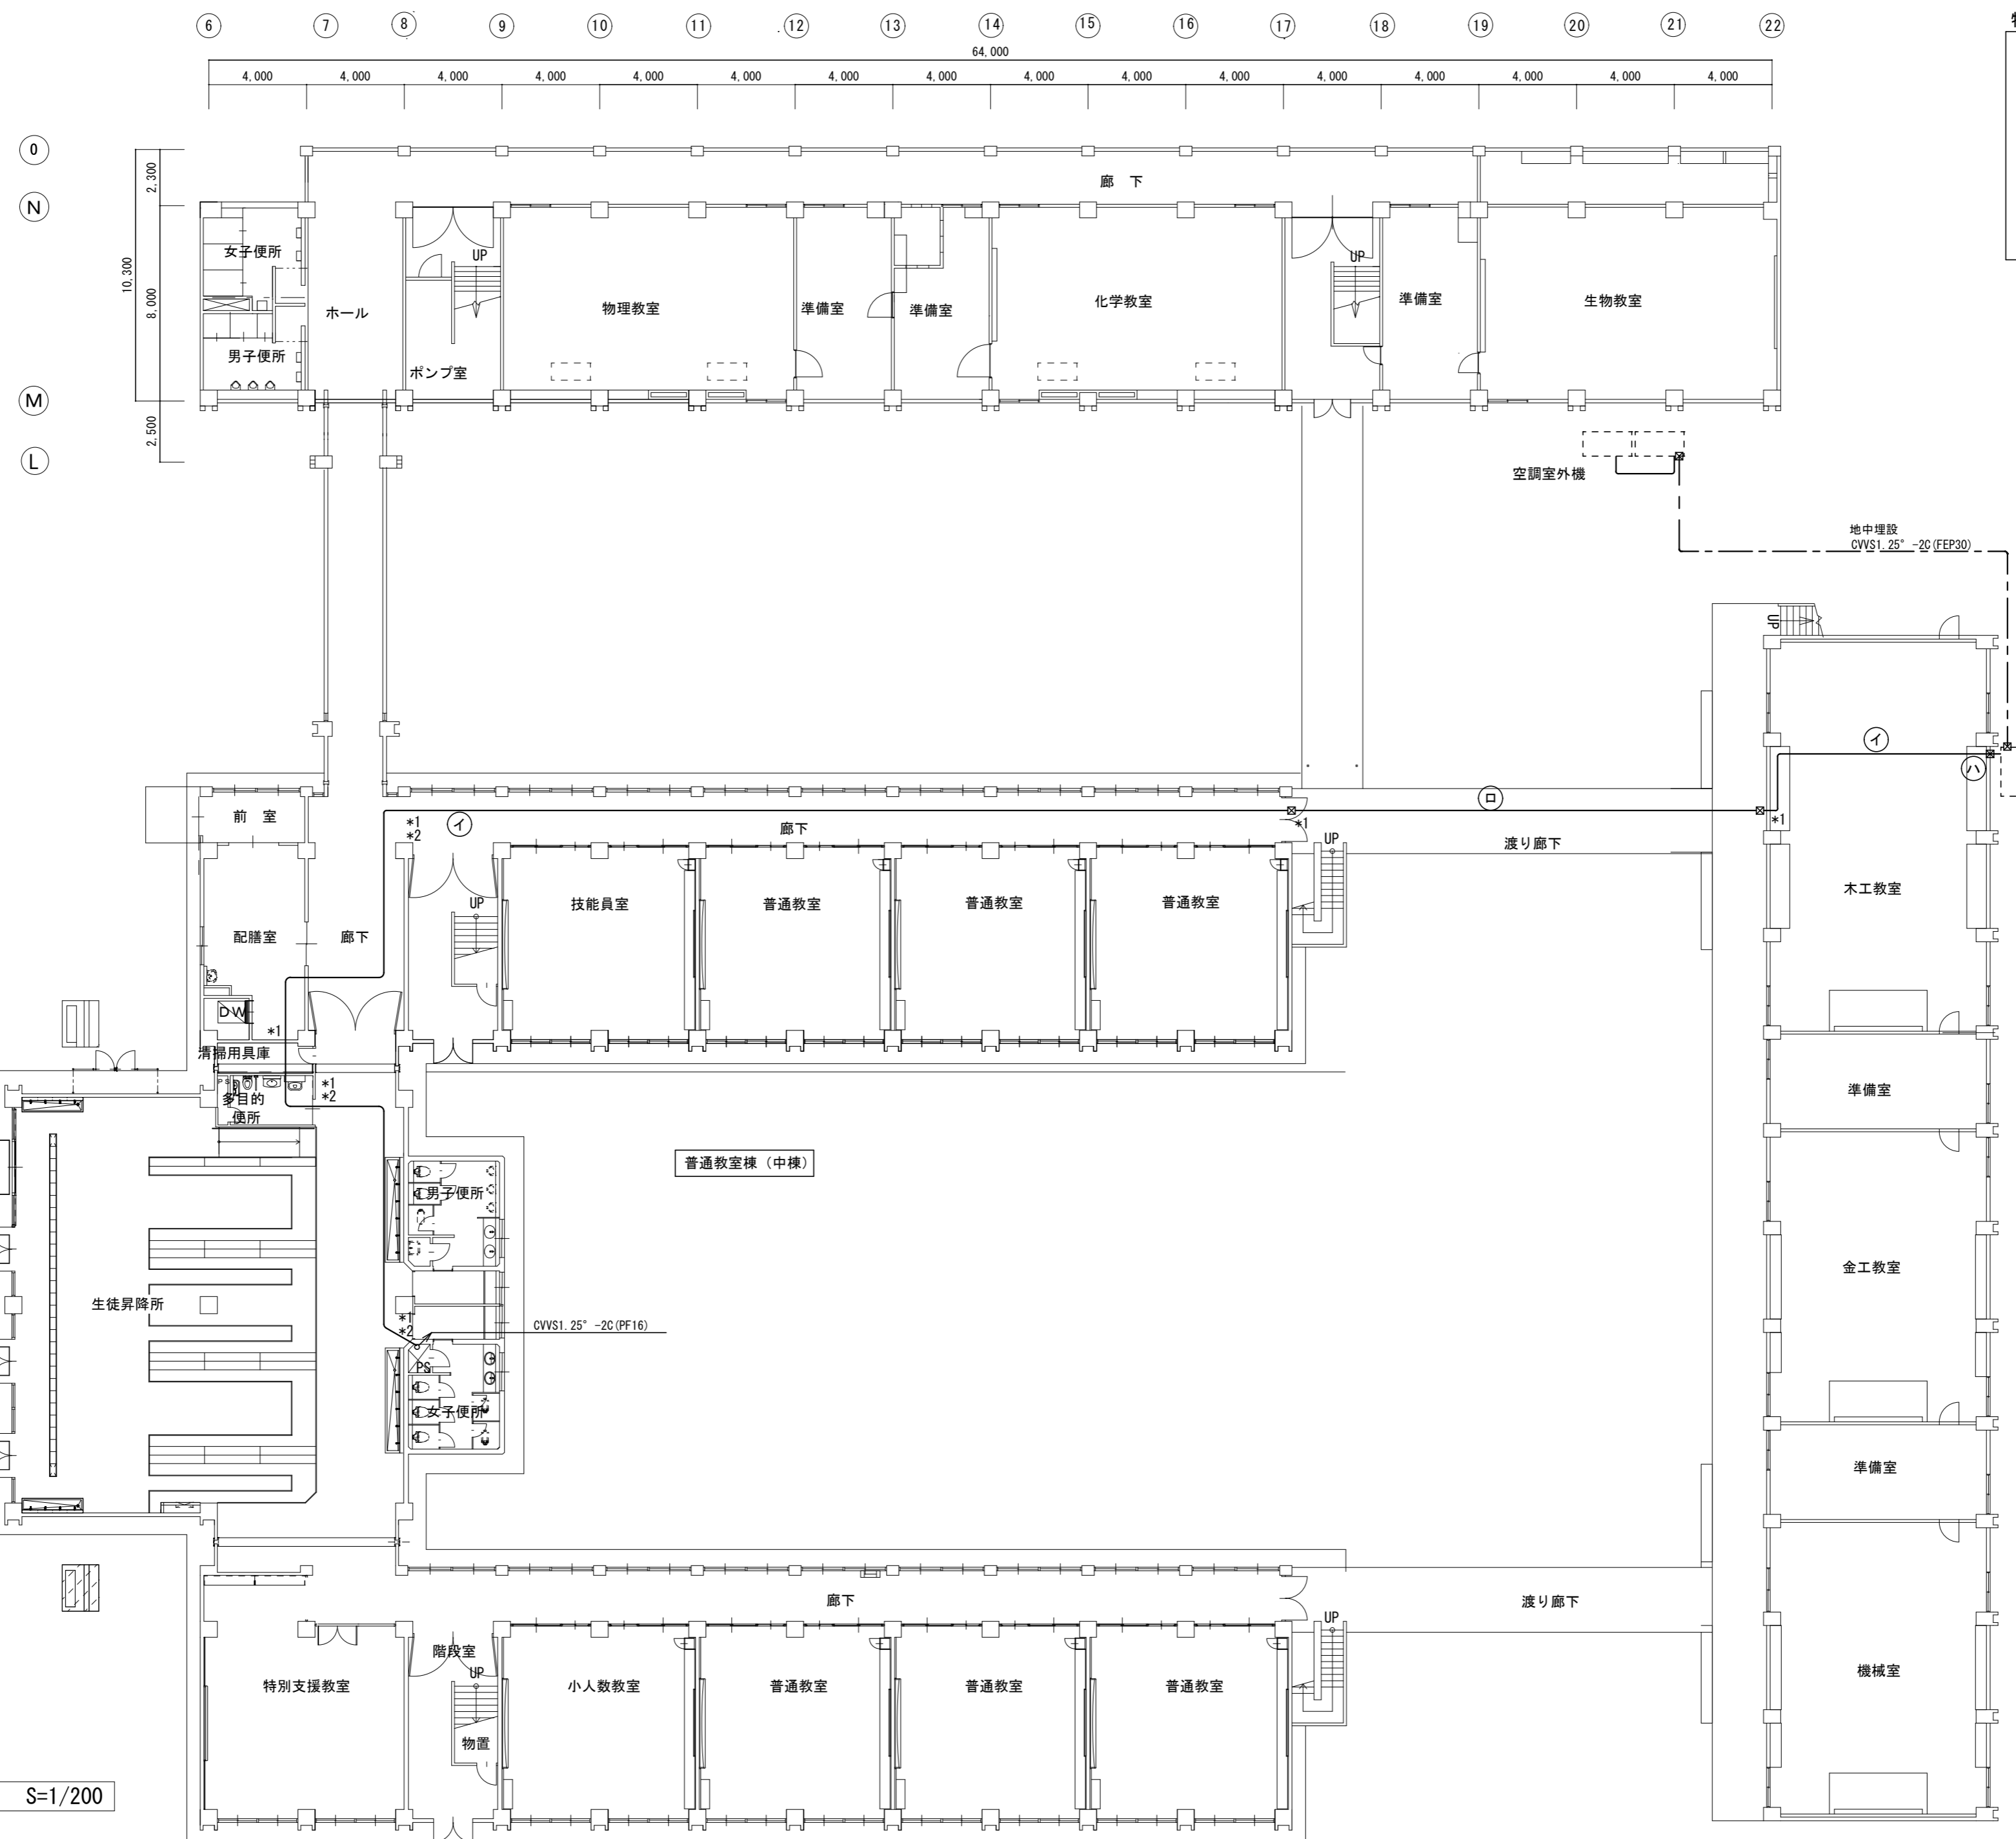 6 7 8 9 10 11 12 13 14 15 16 17 18 19 20 21 22
64,000
4,000 4,000 4,000 4,000 4,000 4,000 4,000 4,000 4,000 4,000 4,000 4,000 4,000 4,000 4,000 4,000
O
N
M
L
2,300
10,300
8,000
2,500
廊 下
女子便所
男子便所
ホール
UP
ポンプ室
物理教室
準備室
準備室
化学教室
UP
準備室
生物教室
空調室外機
地中埋設
CVVS1.25°-2C(FEP30)
UP
イ
ハ
ロ
*1
前 室
*1
*2
イ
廊下
*1
UP
渡り廊下
配膳室
廊下
UP
技能員室
普通教室
普通教室
普通教室
木工教室
DW
*1
清掃用具庫
PS
*1
*2
多目的
便所
準備室
普通教室棟（中棟）
男子便所
金工教室
生徒昇降所
*1
*2
CVVS1.25°-2C(PF16)
PS
女子便所
準備室
廊下
渡り廊下
UP
階段室
UP
特別支援教室
小人数教室
普通教室
普通教室
普通教室
機械室
物置
S=1/200